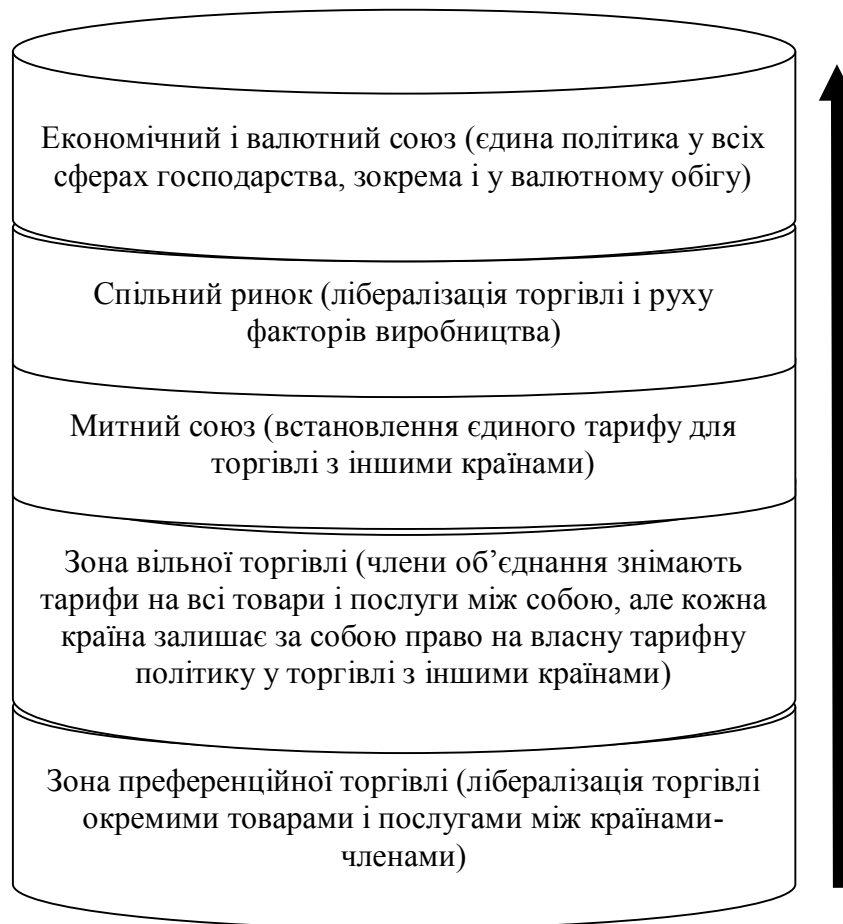 Економічний і валютний союз (єдина політика у всіх
сферах господарства, зокрема і у валютному обігу)
Спільний ринок (лібералізація торгівлі і руху
факторів виробництва)
Митний союз (встановлення єдиного тарифу для
торгівлі з іншими країнами)
Зона вільної торгівлі (члени об’єднання знімають
тарифи на всі товари і послуги між собою, але кожна
країна залишає за собою право на власну тарифну
політику у торгівлі з іншими країнами)
Зона преференційної торгівлі (лібералізація торгівлі
окремими товарами і послугами між країнами-
членами)